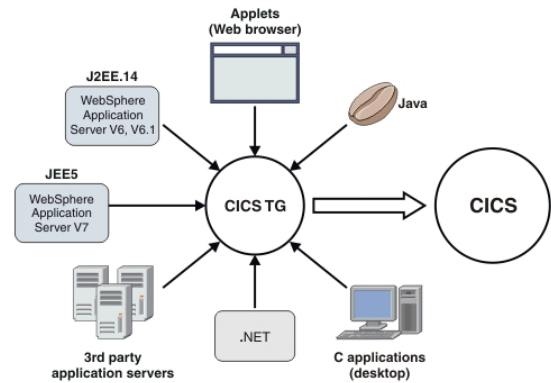 Applets
(Web browser)
J2EE.14
WebSphere
Application
Server V6, V6.1
Java
JEE5
WebSphere
Application
Server V7
CICS TG
CICS
3rd party
application servers
.NET
C applications
(desktop)